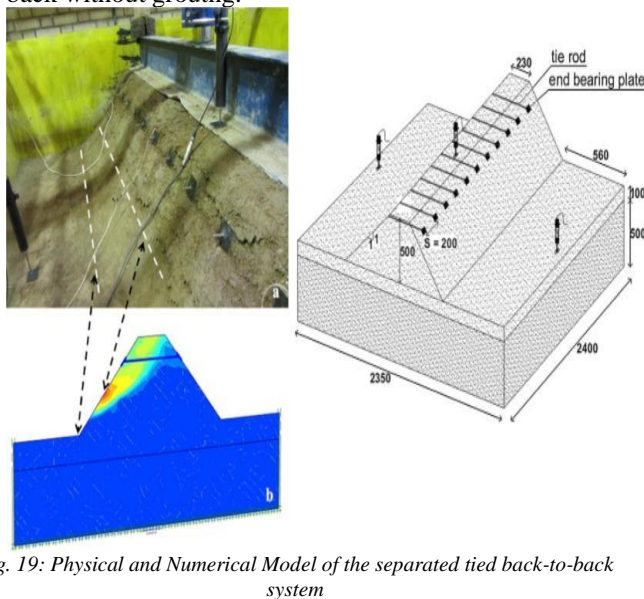 back without grouting.
tie rod
230
end bearing plate
560
100
500
S = 200
1
1
500
2400
2350
a
b
g. 19: Physical and Numerical Model of the separated tied back-to-back
system